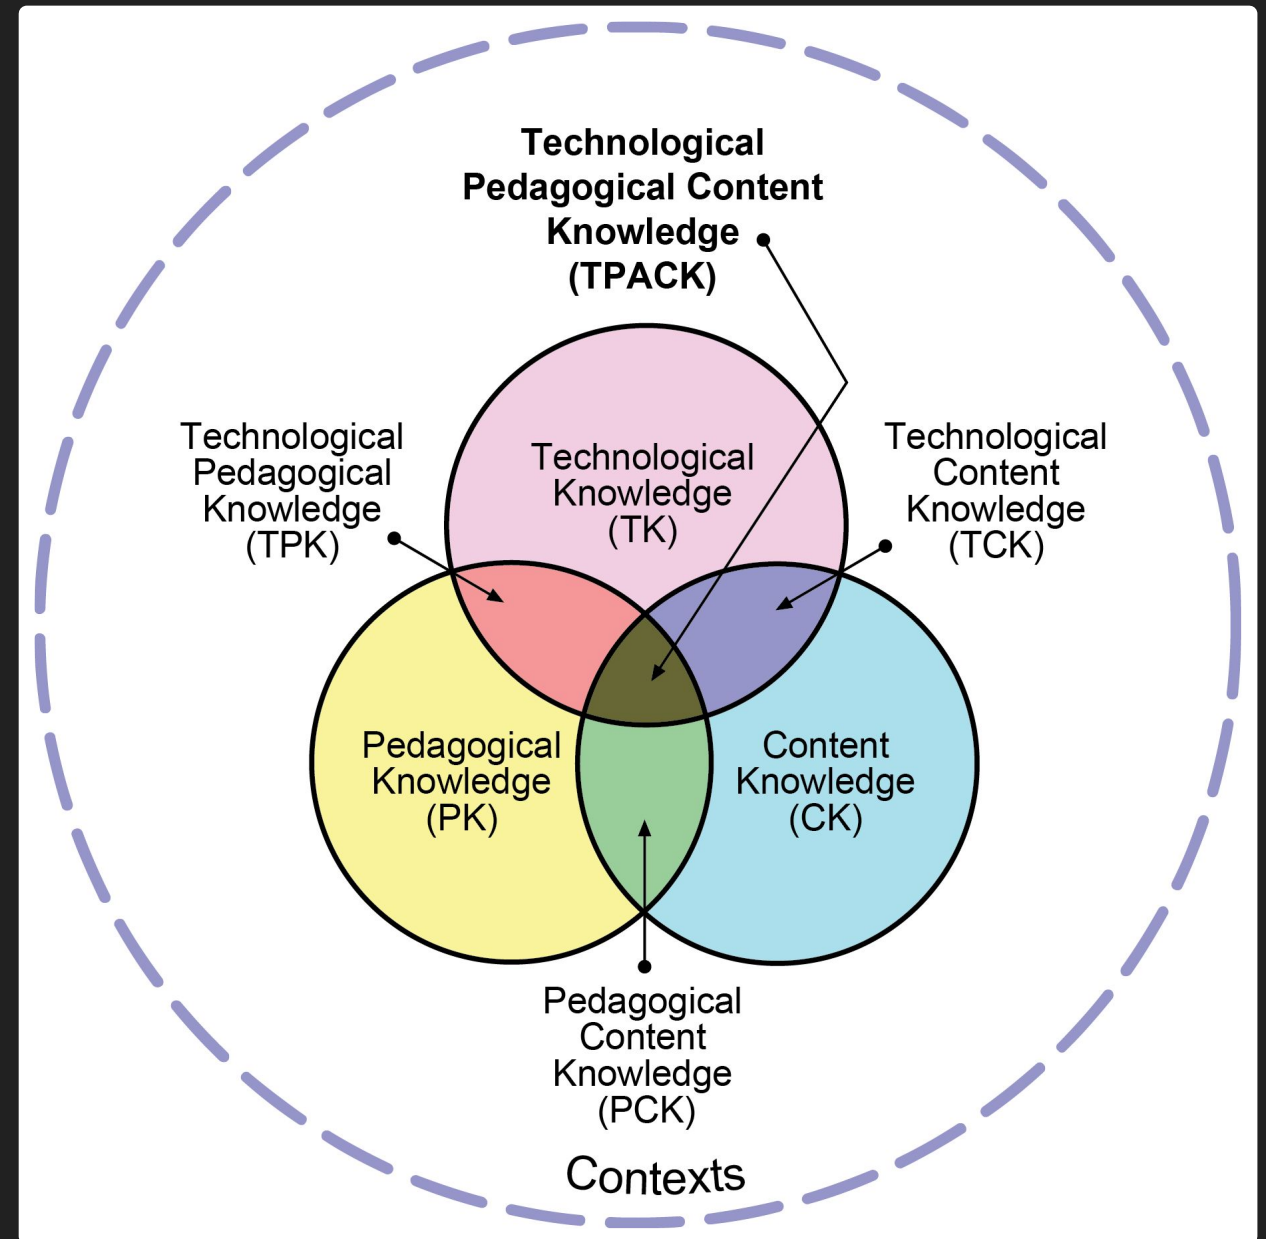 Technological
Pedagogical Content
Knowledge
(TPACK)
Technological
Pedagogical
Knowledge
(TPK)
Technological
Knowledge
(TK)
Technological
Content
Knowledge
(TCK)
Pedagogical
Knowledge
(PK)
Content
Knowledge
(CK)
Pedagogical
Content
Knowledge
(PCK)
Contexts